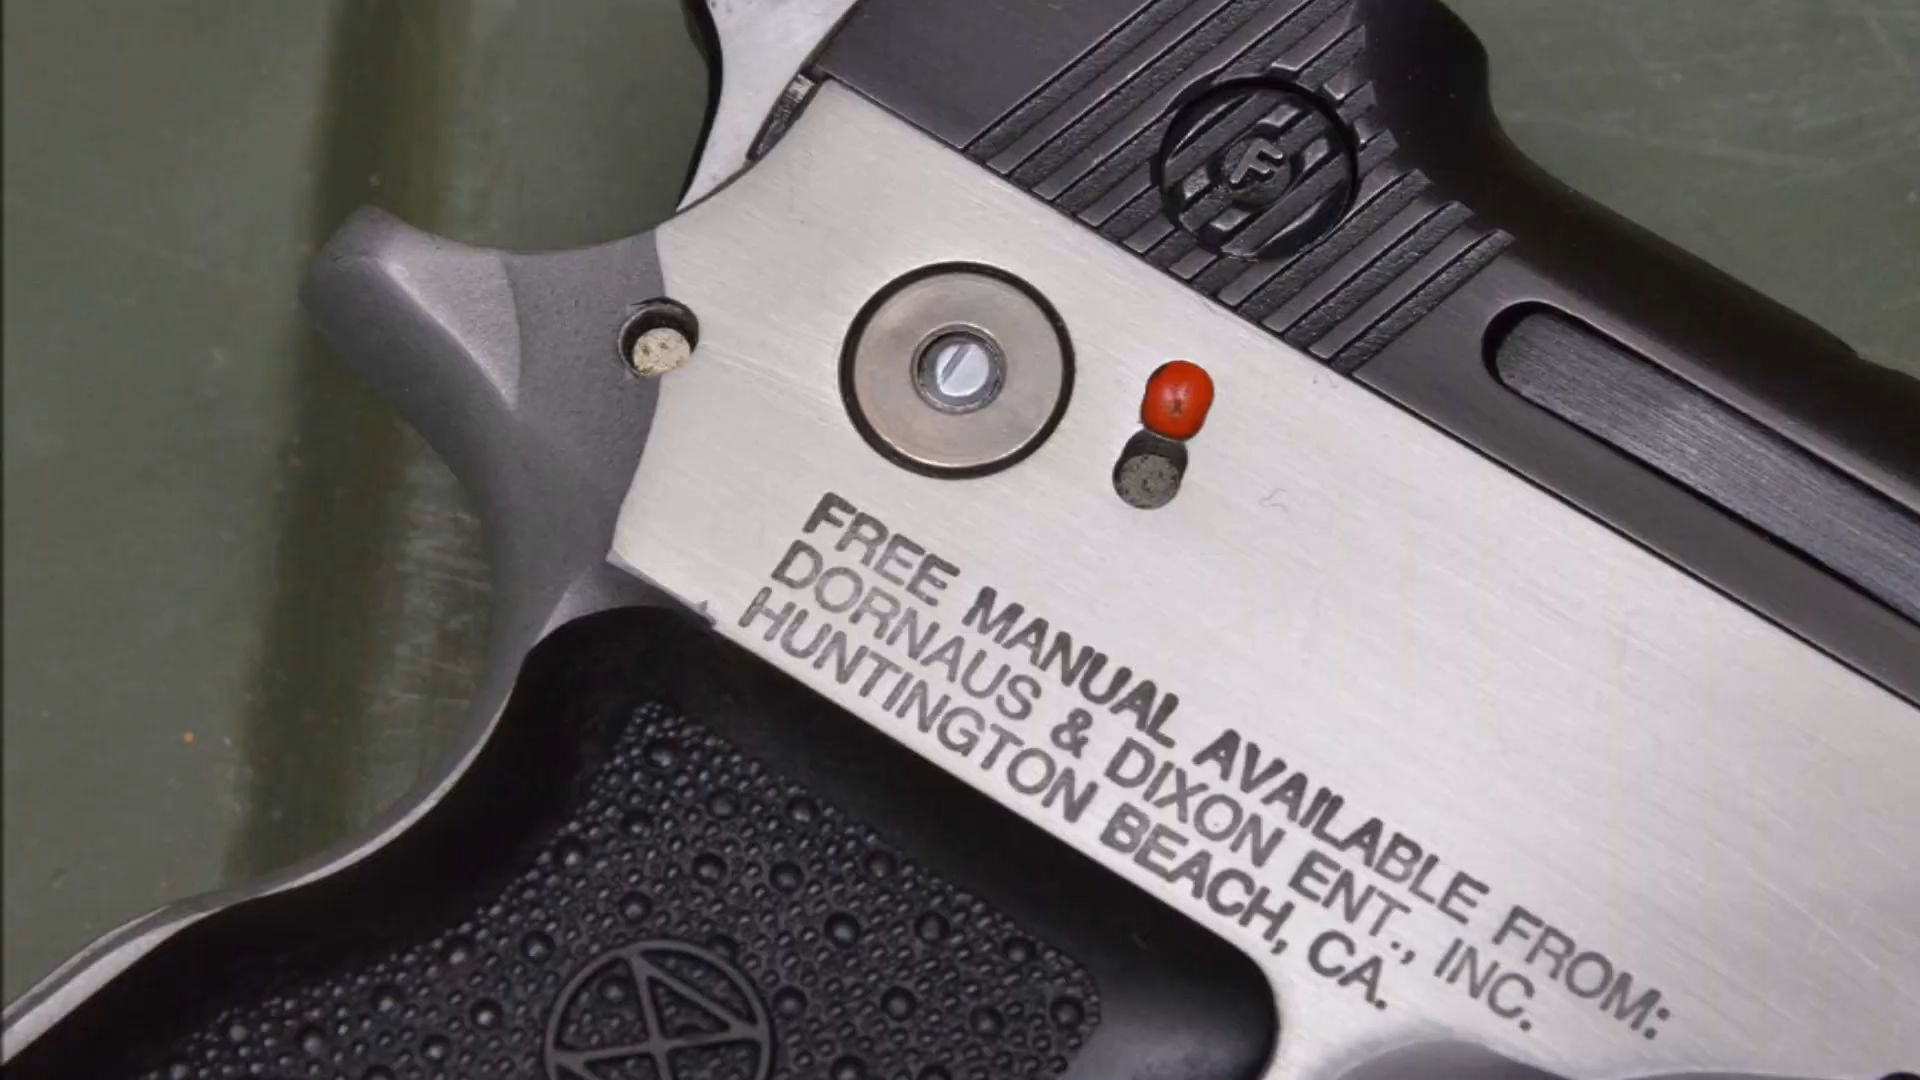 F
FREE MANUAL AVAILABLE FROM:
DORNAUS & DIXON ENT., INC.
HUNTINGTON BEACH, CA.